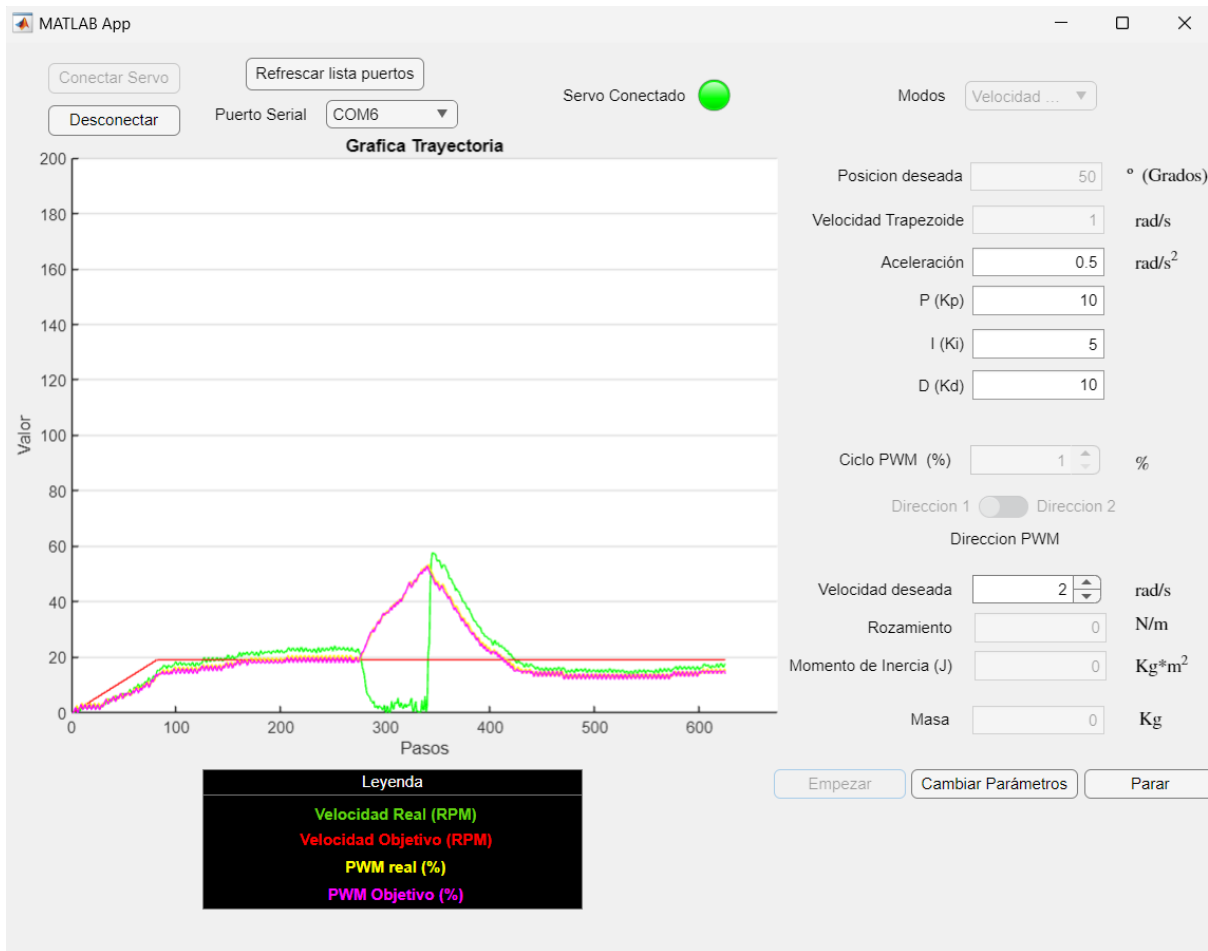 MATLAB App
Conectar Servo
Refrescar lista puertos
Servo Conectado
Modos
Velocidad ...
Desconectar
Puerto Serial
COM6
Grafica Trayectoria
Posicion deseada 50 º (Grados)
Velocidad Trapezoide 1 rad/s
Aceleración 0.5 rad/s²
P (Kp) 10
I (Ki) 5
D (Kd) 10
Ciclo PWM (%) 1 %
Direccion 1 Direccion 2
Direccion PWM
Velocidad deseada 2 rad/s
Rozamiento 0 N/m
Momento de Inercia (J) 0 Kg*m²
Masa 0 Kg
Empezar
Cambiar Parámetros
Parar
Valor
200
180
160
140
120
100
80
60
40
20
0
0 100 200 300 400 500 600
Pasos
Leyenda
Velocidad Real (RPM)
Velocidad Objetivo (RPM)
PWM real (%)
PWM Objetivo (%)